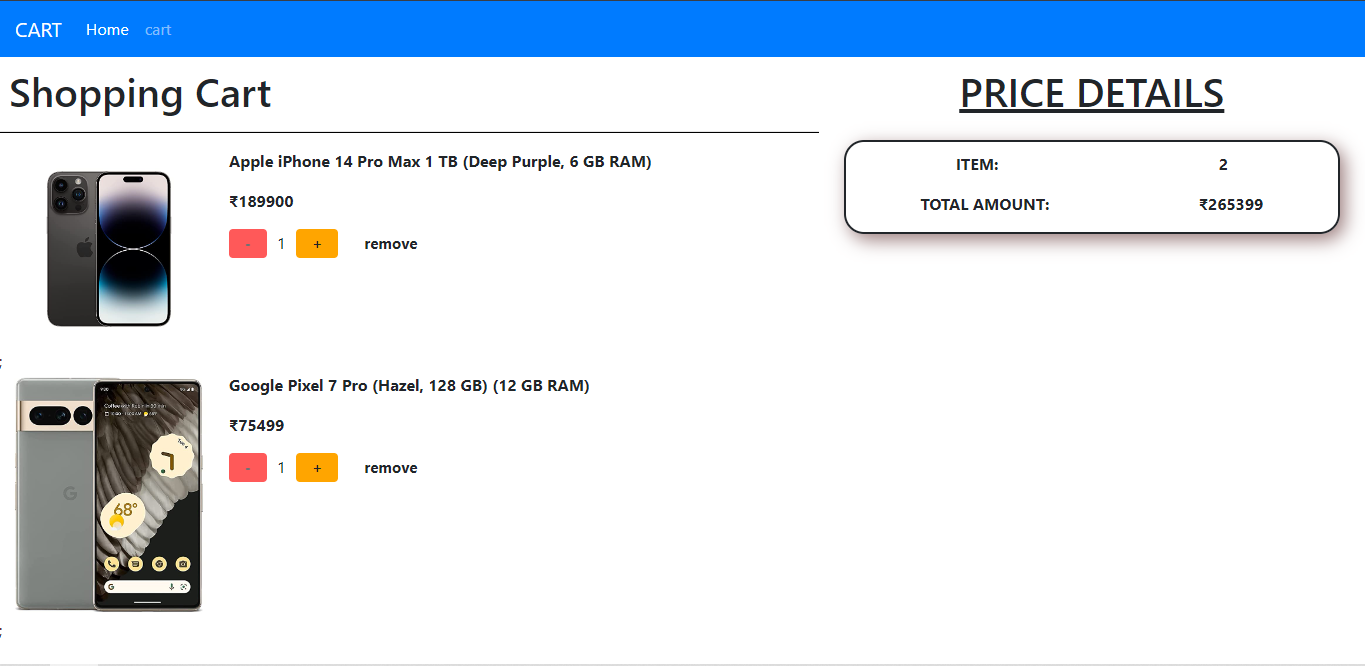 CART Home cart
Shopping Cart
Apple iPhone 14 Pro Max 1 TB (Deep Purple, 6 GB RAM)
₹189900
- 1 + remove
;
Google Pixel 7 Pro (Hazel, 128 GB) (12 GB RAM)
₹75499
- 1 + remove
68°
G
;
PRICE DETAILS
ITEM: 2
TOTAL AMOUNT: ₹265399